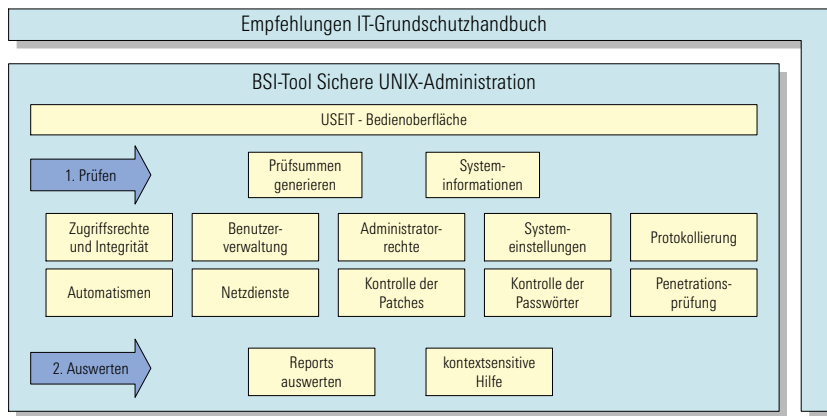 Empfehlungen IT-Grundschutzhandbuch
BSI-Tool Sichere UNIX-Administration
USEIT - Bedienoberfläche
1. Prüfen
Prüfsummen
generieren
System-
informationen
Zugriffsrechte
und Integrität
Benutzer-
verwaltung
Administrator-
rechte
System-
einstellungen
Protokollierung
Automatismen
Netzdienste
Kontrolle der
Patches
Kontrolle der
Passwörter
Penetrations-
prüfung
2. Auswerten
Reports
auswerten
kontextsensitive
Hilfe